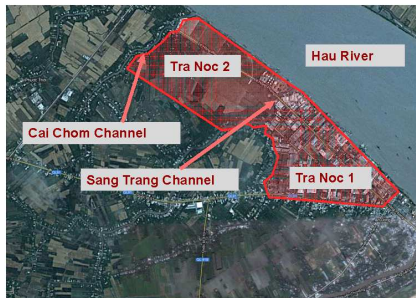 Hau River
Tra Noc 2
Cai Chom Channel
Sang Trang Channel
Tra Noc 1